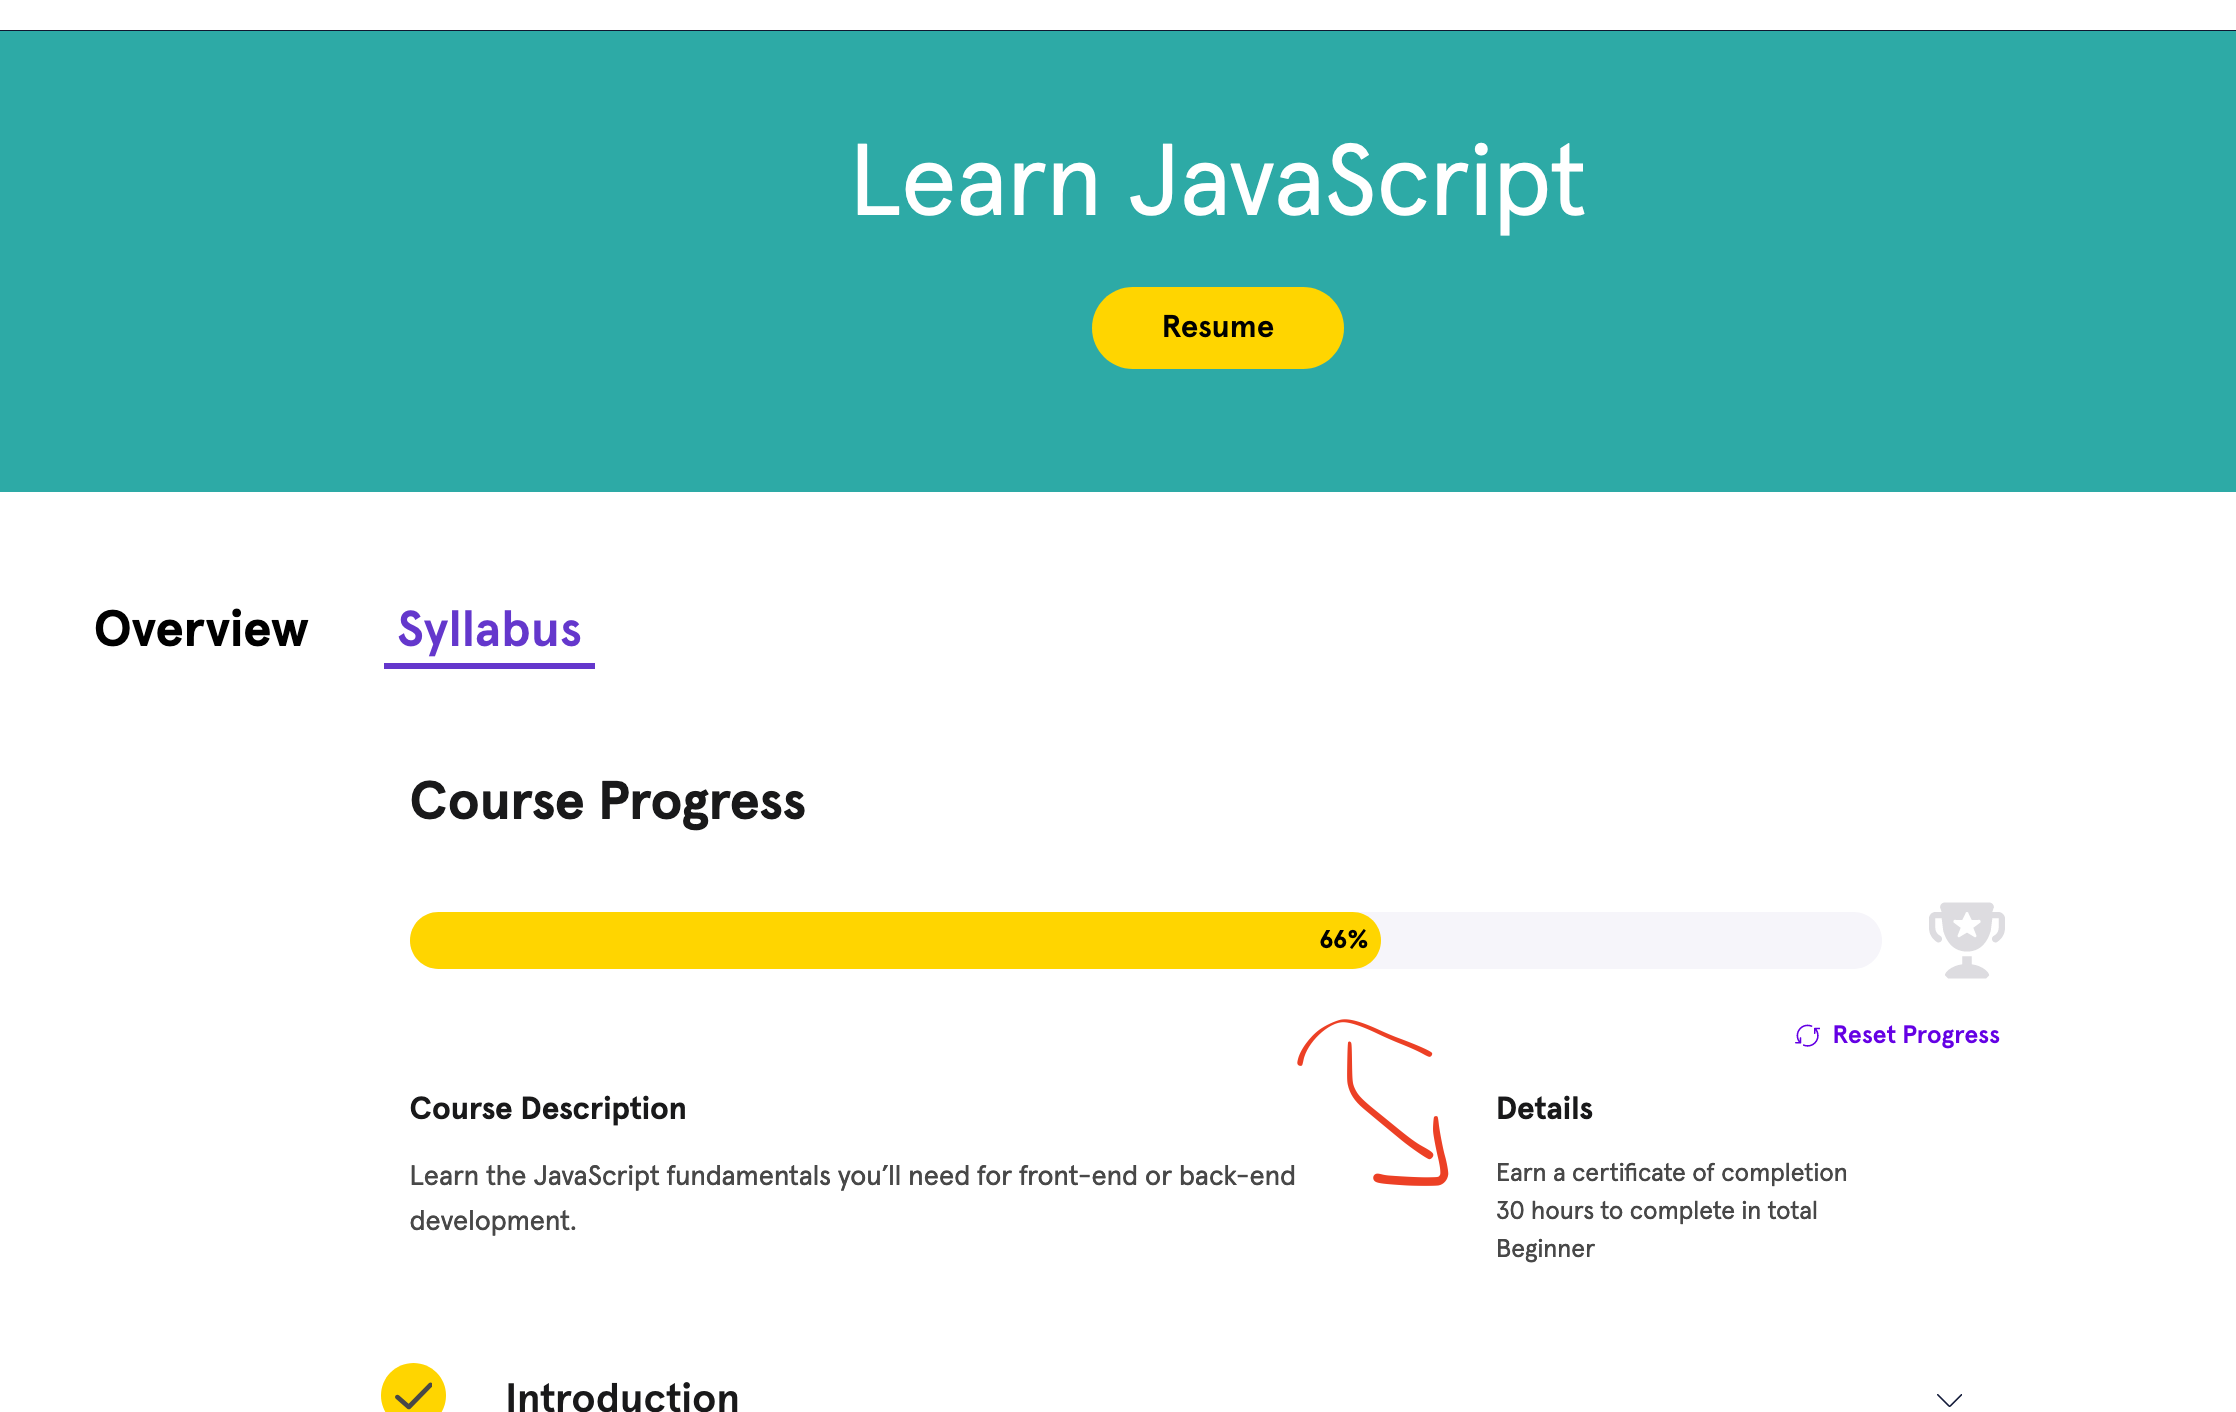 Learn JavaScript
Resume
Overview
Syllabus
Course Progress
66%
Reset Progress
Course Description
Learn the JavaScript fundamentals you’ll need for front-end or back-end
development.
Details
Earn a certificate of completion
30 hours to complete in total
Beginner
Introduction